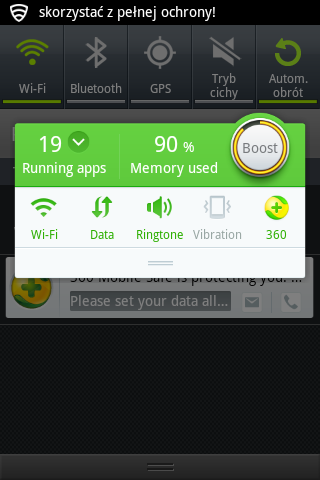 skorzystać z pełnej ochrony!
Wi-Fi
Bluetooth
GPS
Tryb
cichy
Autom.
obrót
19
Running apps
90 %
Memory used
Boost
Wi-Fi
Data
Ringtone
Vibration
360
360 Mobile Safe is protecting you. ...
Please set your data all...